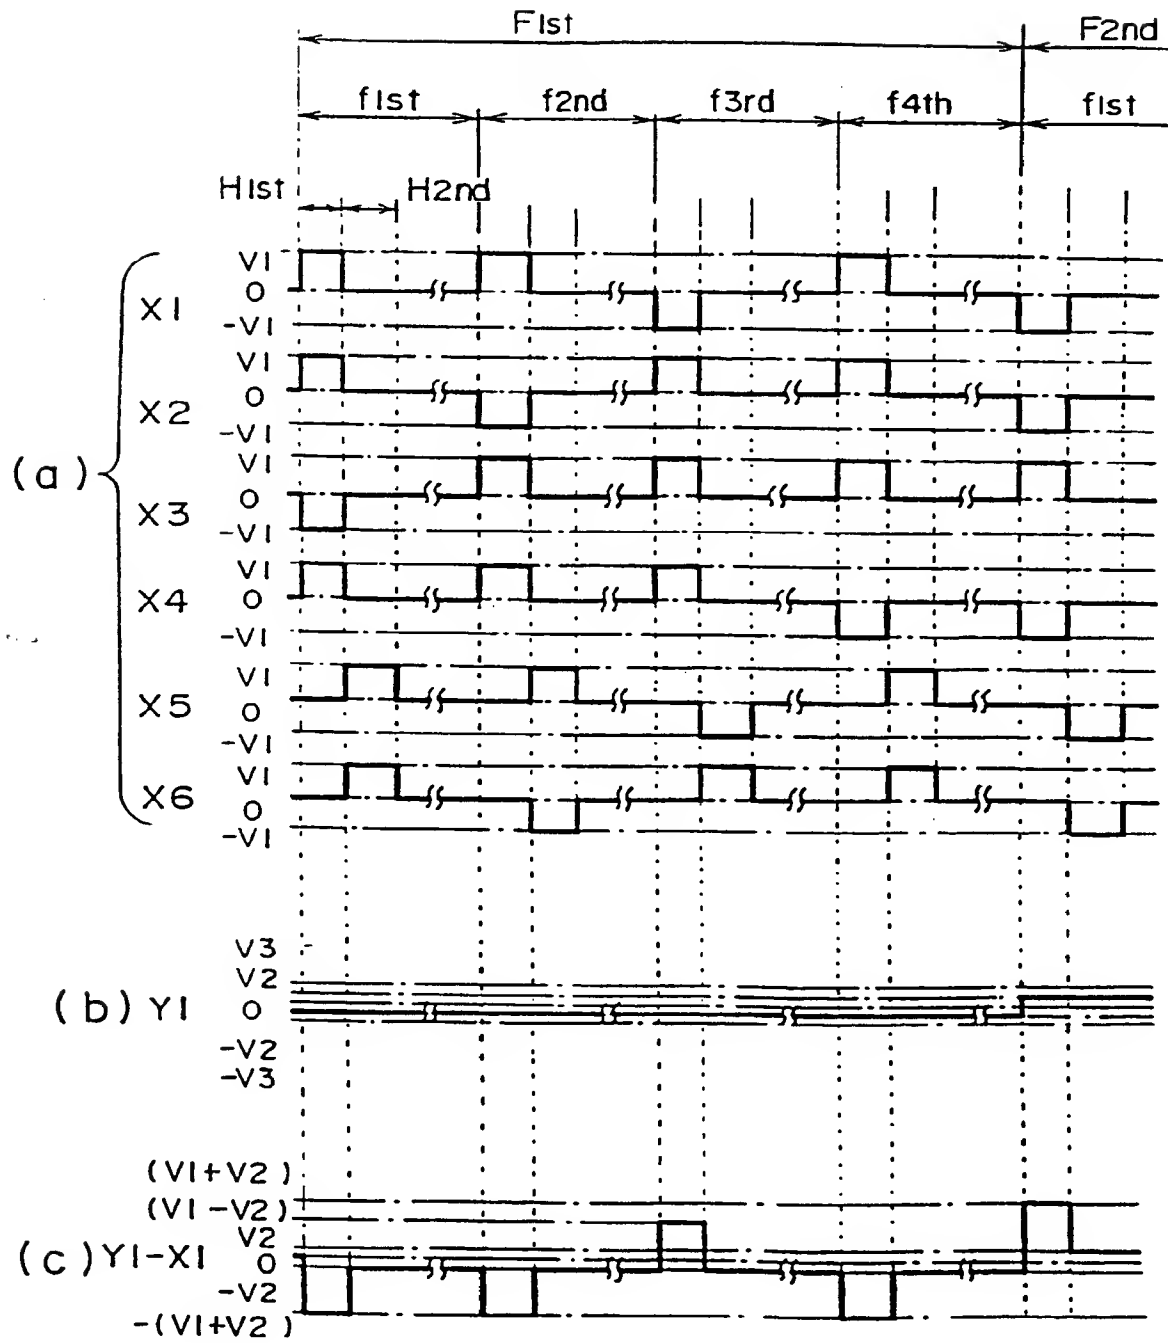 F1st F2nd
f1st f2nd f3rd f4th f1st
H1st H2nd
(a)
V1
X1 0
-V1
V1
X2 0
-V1
V1
X3 0
-V1
V1
X4 0
-V1
V1
X5 0
-V1
V1
X6 0
-V1
V3
V2
(b) Y1 0
-V2
-V3
(V1+V2)
(V1-V2)
V2
(c) Y1-X1 0
-V2
-(V1+V2)